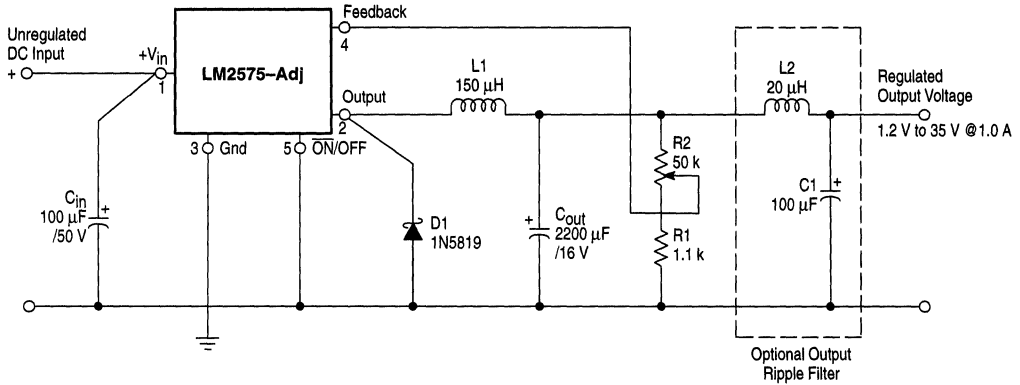 Feedback
4
Unregulated
DC Input
+
+Vin
1
LM2575–Adj
Output
2
3 Gnd
5 ON/OFF
L1
150 µH
L2
20 µH
Regulated
Output Voltage
1.2 V to 35 V @1.0 A
R2
50 k
Cin
100 µF
/50 V
+
D1
1N5819
+
Cout
2200 µF
/16 V
R1
1.1 k
C1
100 µF
+
Optional Output
Ripple Filter